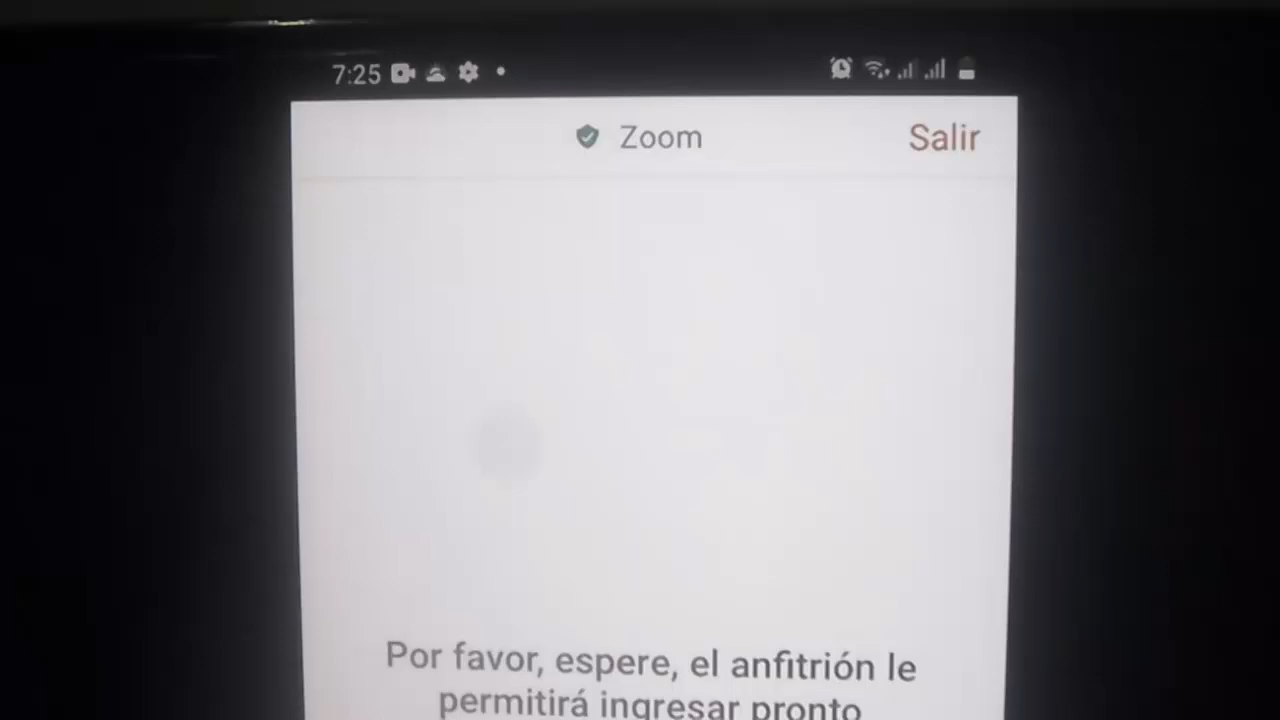 7:25
Zoom
Salir
Por favor, espere, el anfitrión le
permitirá ingresar pronto